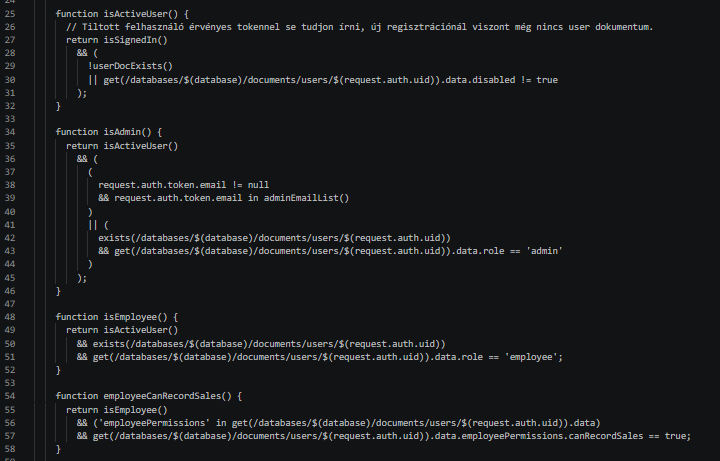 24
25 function isActiveUser() {
26 // Tiltott felhasználó érvényes tokennel se tudjon írni, új regisztrációnál viszont még nincs user dokumentum.
27 return isSignedIn()
28 && (
29 !userDocExists()
30 || get(/databases/$(database)/documents/users/$(request.auth.uid)).data.disabled != true
31 );
32 }
33
34 function isAdmin() {
35 return isActiveUser()
36 && (
37 (
38 request.auth.token.email != null
39 && request.auth.token.email in adminEmailList()
40 )
41 || (
42 exists(/databases/$(database)/documents/users/$(request.auth.uid))
43 && get(/databases/$(database)/documents/users/$(request.auth.uid)).data.role == 'admin'
44 )
45 );
46 }
47
48 function isEmployee() {
49 return isActiveUser()
50 && exists(/databases/$(database)/documents/users/$(request.auth.uid))
51 && get(/databases/$(database)/documents/users/$(request.auth.uid)).data.role == 'employee';
52 }
53
54 function employeeCanRecordSales() {
55 return isEmployee()
56 && ('employeePermissions' in get(/databases/$(database)/documents/users/$(request.auth.uid)).data)
57 && get(/databases/$(database)/documents/users/$(request.auth.uid)).data.employeePermissions.canRecordSales == true;
58 }